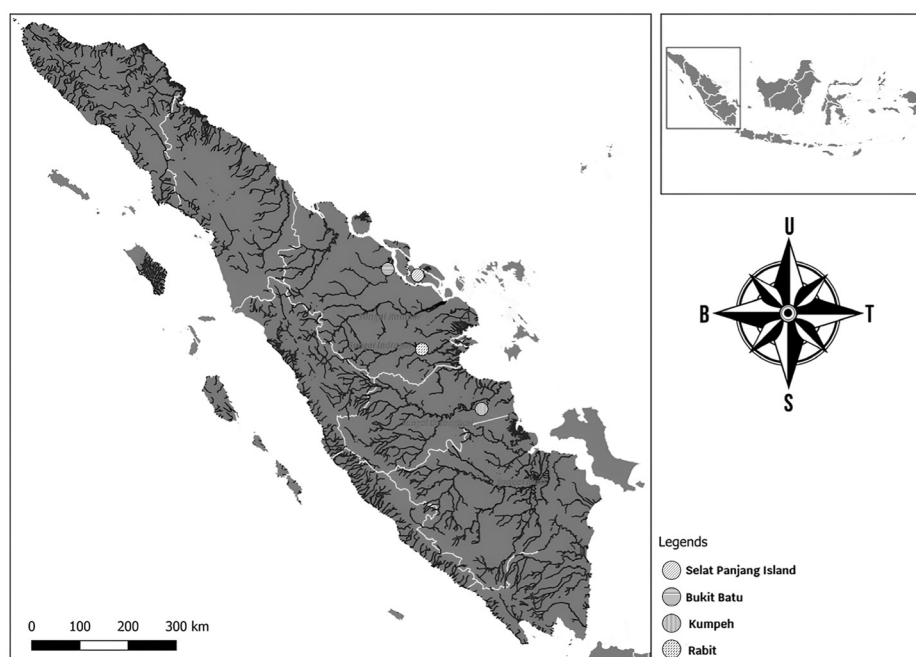 U
B
T
S
Legends
Selat Panjang Island
Bukit Batu
Kumpeh
Rabit
0 100 200 300 km